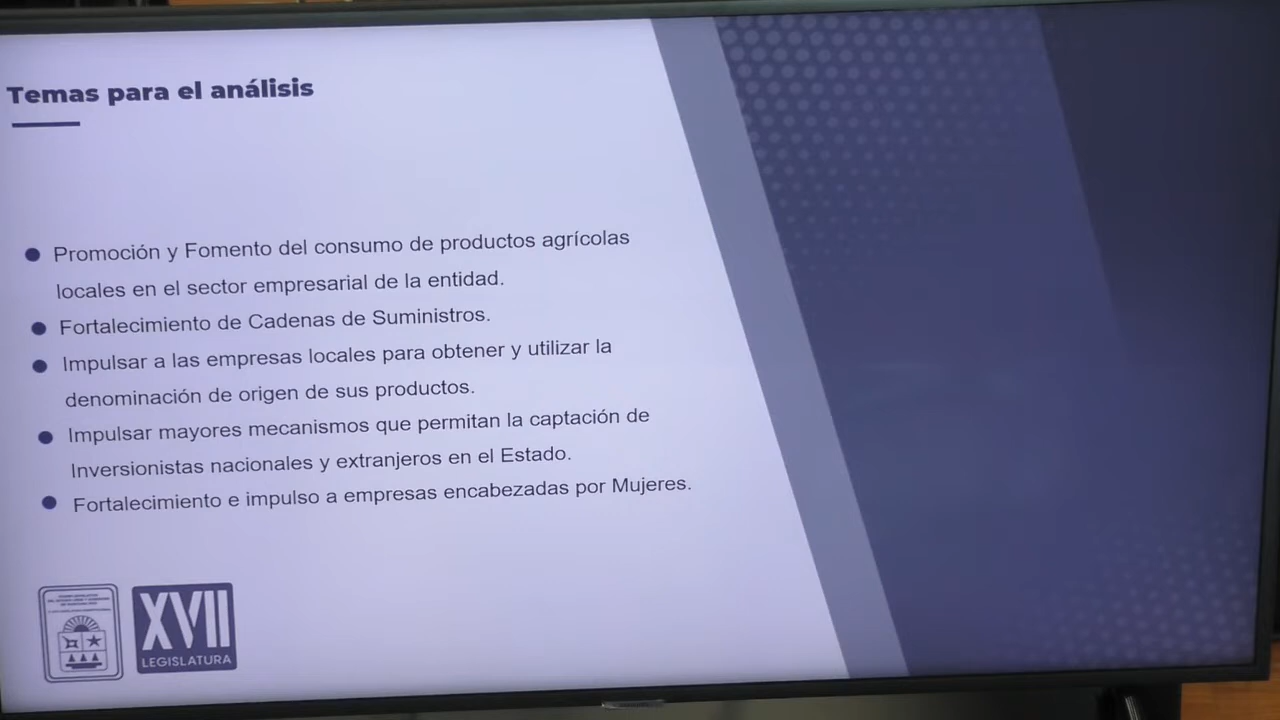 Temas para el análisis
Promoción y Fomento del consumo de productos agrícolas
locales en el sector empresarial de la entidad.
Fortalecimiento de Cadenas de Suministros.
Impulsar a las empresas locales para obtener y utilizar la
denominación de origen de sus productos.
Impulsar mayores mecanismos que permitan la captación de
Inversionistas nacionales y extranjeros en el Estado.
Fortalecimiento e impulso a empresas encabezadas por Mujeres.
XVII
LEGISLATURA